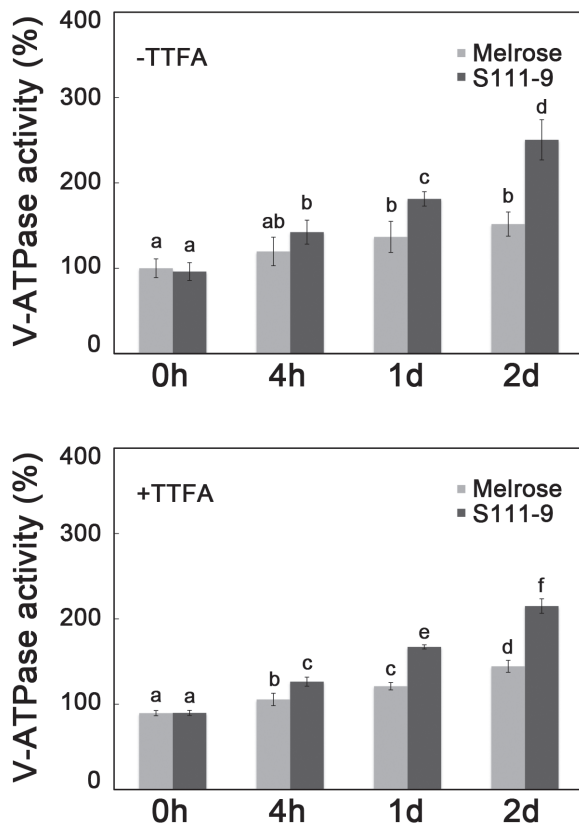 V-ATPase activity (%)
400
300
200
100
0
-TTFA
Melrose
S111-9
a
a
ab
b
b
c
b
d
0h
4h
1d
2d
V-ATPase activity (%)
400
300
200
100
0
+TTFA
Melrose
S111-9
a
a
b
c
c
e
d
f
0h
4h
1d
2d